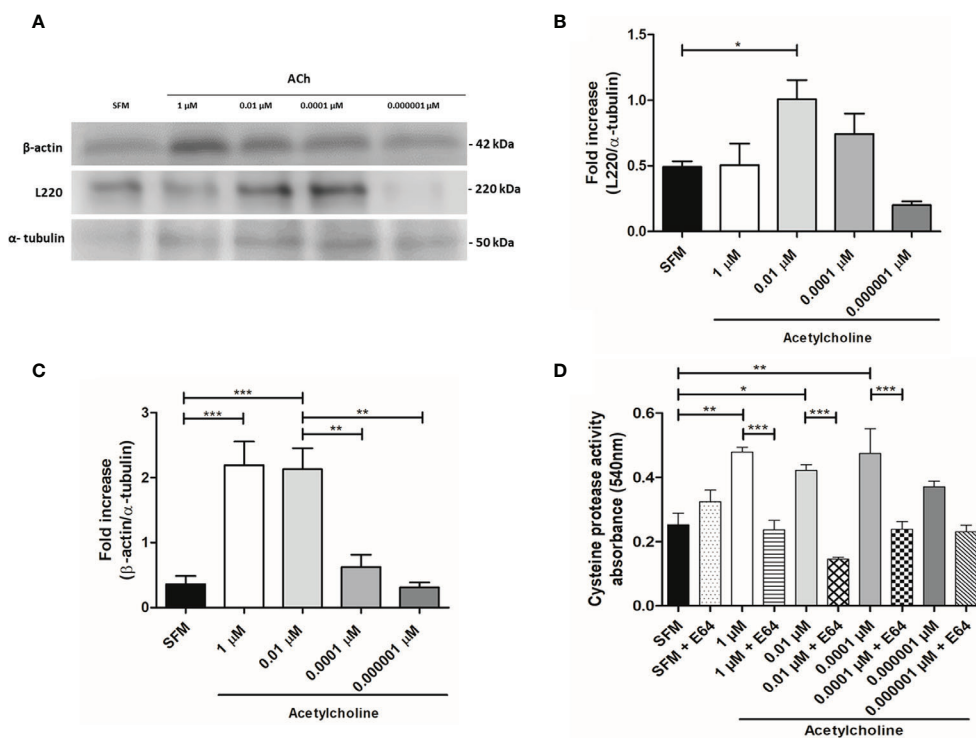 A
ACh
SFM 1 µM 0.01 µM 0.0001 µM 0.000001 µM
β-actin - 42 kDa
L220 - 220 kDa
α- tubulin - 50 kDa
B
Fold increase
(L220/α-tubulin)
1.5
1.0
0.5
0.0
*
SFM
1 µM
0.01 µM
0.0001 µM
0.000001 µM
Acetylcholine
C
Fold increase
(β-actin/α-tubulin)
3
2
1
0
***
***
**
**
SFM
1 µM
0.01 µM
0.0001 µM
0.000001 µM
Acetylcholine
D
Cysteine protease activity
absorbance (540nm)
0.6
0.4
0.2
0.0
**
*
***
**
***
***
SFM
SFM + E64
1 µM
1 µM + E64
0.01 µM
0.01 µM + E64
0.0001 µM
0.0001 µM + E64
0.000001 µM
0.000001 µM + E64
Acetylcholine